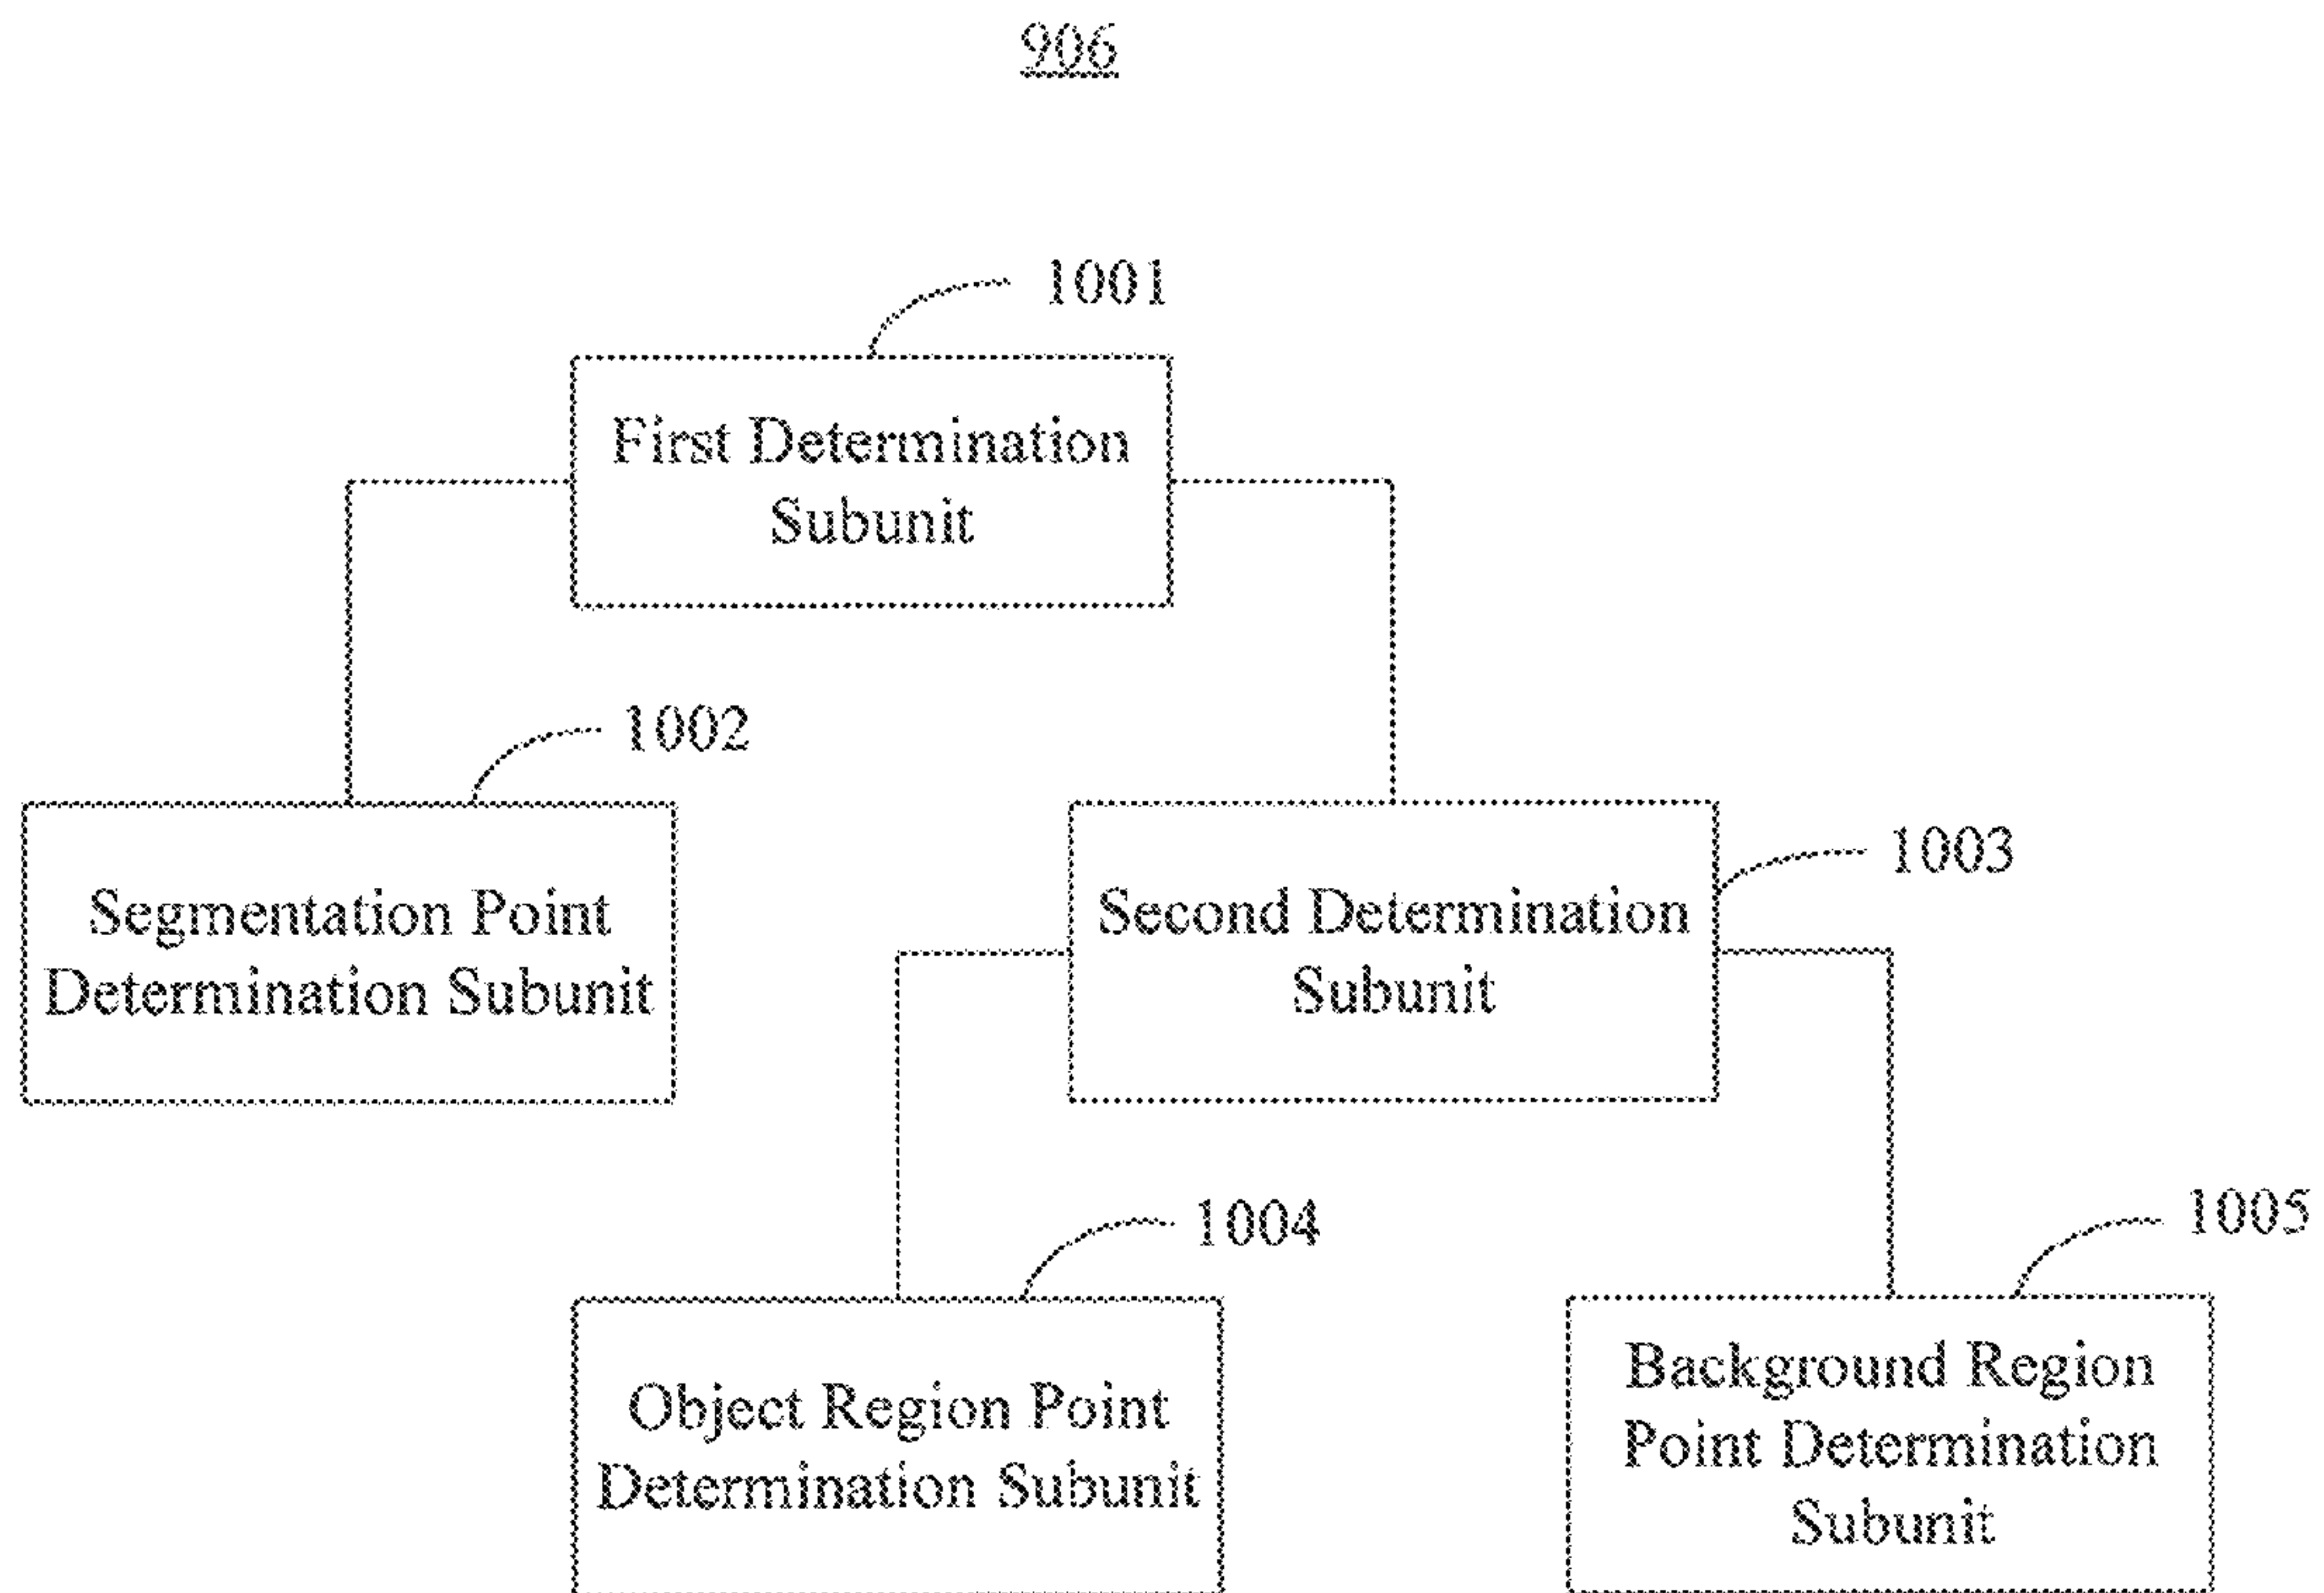 906
1001
First Determination
Subunit
1002
Segmentation Point
Determination Subunit
1003
Second Determination
Subunit
1004
Object Region Point
Determination Subunit
1005
Background Region
Point Determination
Subunit